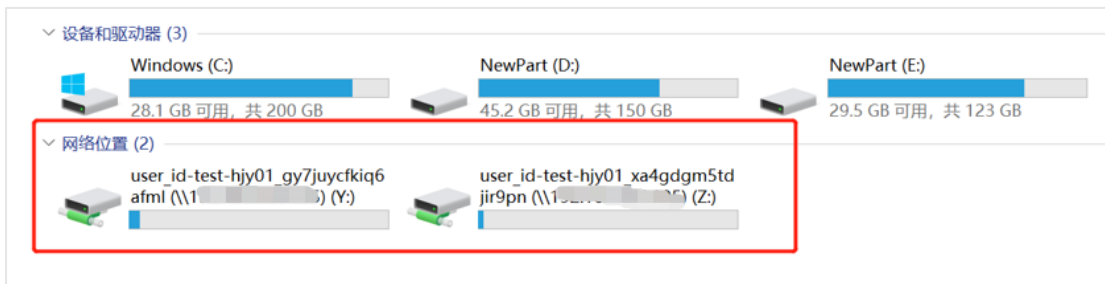 设备和驱动器 (3)
Windows (C:)
28.1 GB 可用，共 200 GB
NewPart (D:)
45.2 GB 可用，共 150 GB
NewPart (E:)
29.5 GB 可用，共 123 GB
网络位置 (2)
user_id-test-hjy01_gy7juycfkiq6
afml (\\1 ) (Y:)
user_id-test-hjy01_xa4gdgm5td
jir9pn (\\1 ) (Z:)